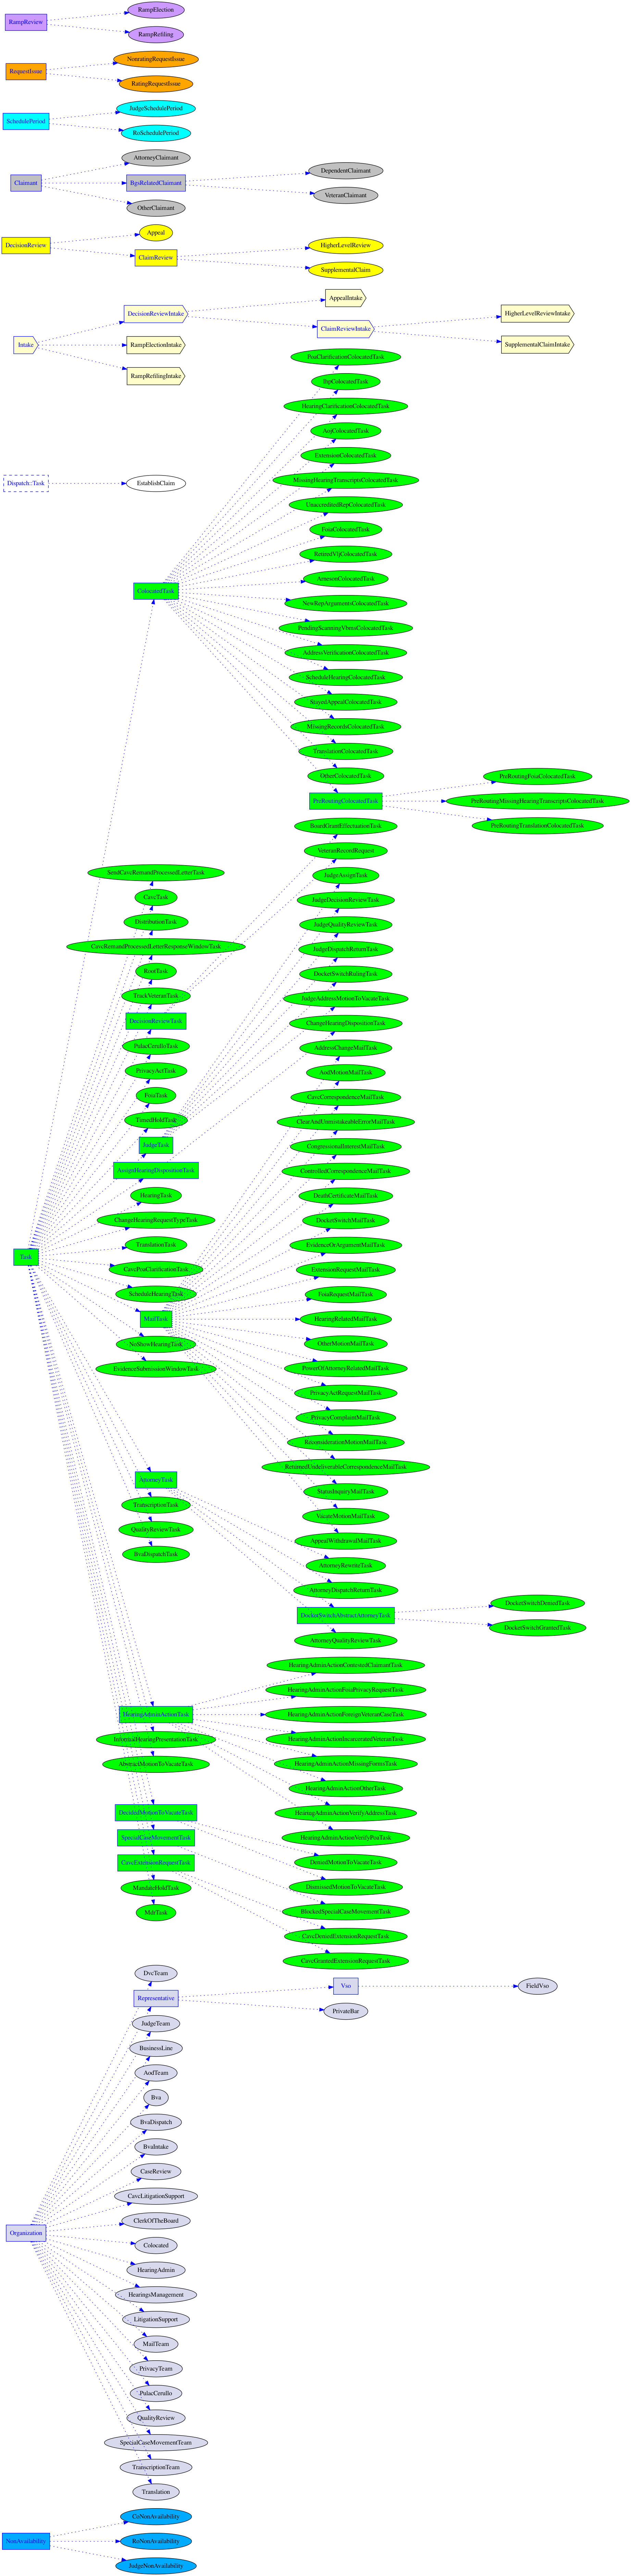 RampReview
RampElection
RampRefiling
RequestIssue
NonratingRequestIssue
RatingRequestIssue
SchedulePeriod
JudgeSchedulePeriod
RoSchedulePeriod
Claimant
AttorneyClaimant
BgsRelatedClaimant
OtherClaimant
DependentClaimant
VeteranClaimant
DecisionReview
Appeal
ClaimReview
HigherLevelReview
SupplementalClaim
Intake
DecisionReviewIntake
RampElectionIntake
RampRefilingIntake
AppealIntake
ClaimReviewIntake
HigherLevelReviewIntake
SupplementalClaimIntake
Dispatch::Task
EstablishClaim
ColocatedTask
PoaClarificationColocatedTask
IhpColocatedTask
HearingClarificationColocatedTask
AojColocatedTask
ExtensionColocatedTask
MissingHearingTranscriptsColocatedTask
UnaccreditedRepColocatedTask
FoiaColocatedTask
RetiredVljColocatedTask
ArnesonColocatedTask
NewRepArgumentsColocatedTask
PendingScanningVbmsColocatedTask
AddressVerificationColocatedTask
ScheduleHearingColocatedTask
StayedAppealColocatedTask
MissingRecordsColocatedTask
TranslationColocatedTask
OtherColocatedTask
PreRoutingColocatedTask
PreRoutingFoiaColocatedTask
PreRoutingMissingHearingTranscriptsColocatedTask
PreRoutingTranslationColocatedTask
Task
SendCavcRemandProcessedLetterTask
CavcTask
DistributionTask
CavcRemandProcessedLetterResponseWindowTask
RootTask
TrackVeteranTask
DecisionReviewTask
PulacCerulloTask
PrivacyActTask
FoiaTask
TimedHoldTask
JudgeTask
AssignHearingDispositionTask
HearingTask
ChangeHearingRequestTypeTask
TranslationTask
CavcPoaClarificationTask
ScheduleHearingTask
MailTask
NoShowHearingTask
EvidenceSubmissionWindowTask
AttorneyTask
TranscriptionTask
QualityReviewTask
BvaDispatchTask
HearingAdminActionTask
InformalHearingPresentationTask
AbstractMotionToVacateTask
DecidedMotionToVacateTask
SpecialCaseMovementTask
CavcExtensionRequestTask
MandateHoldTask
MdrTask
BoardGrantEffectuationTask
VeteranRecordRequest
JudgeAssignTask
JudgeDecisionReviewTask
JudgeQualityReviewTask
JudgeDispatchReturnTask
DocketSwitchRulingTask
JudgeAddressMotionToVacateTask
ChangeHearingDispositionTask
AddressChangeMailTask
AodMotionMailTask
CavcCorrespondenceMailTask
ClearAndUnmistakeableErrorMailTask
CongressionalInterestMailTask
ControlledCorrespondenceMailTask
DeathCertificateMailTask
DocketSwitchMailTask
EvidenceOrArgumentMailTask
ExtensionRequestMailTask
FoiaRequestMailTask
HearingRelatedMailTask
OtherMotionMailTask
PowerOfAttorneyRelatedMailTask
PrivacyActRequestMailTask
PrivacyComplaintMailTask
ReconsiderationMotionMailTask
ReturnedUndeliverableCorrespondenceMailTask
StatusInquiryMailTask
VacateMotionMailTask
AppealWithdrawalMailTask
AttorneyRewriteTask
AttorneyDispatchReturnTask
DocketSwitchAbstractAttorneyTask
AttorneyQualityReviewTask
DocketSwitchDeniedTask
DocketSwitchGrantedTask
HearingAdminActionContestedClaimantTask
HearingAdminActionFoiaPrivacyRequestTask
HearingAdminActionForeignVeteranCaseTask
HearingAdminActionIncarceratedVeteranTask
HearingAdminActionMissingFormsTask
HearingAdminActionOtherTask
HearingAdminActionVerifyAddressTask
HearingAdminActionVerifyPoaTask
DeniedMotionToVacateTask
DismissedMotionToVacateTask
BlockedSpecialCaseMovementTask
CavcDeniedExtensionRequestTask
CavcGrantedExtensionRequestTask
Organization
DvcTeam
Representative
JudgeTeam
BusinessLine
AodTeam
Bva
BvaDispatch
BvaIntake
CaseReview
CavcLitigationSupport
ClerkOfTheBoard
Colocated
HearingAdmin
HearingsManagement
LitigationSupport
MailTeam
PrivacyTeam
PulacCerullo
QualityReview
SpecialCaseMovementTeam
TranscriptionTeam
Translation
Vso
PrivateBar
FieldVso
NonAvailability
CoNonAvailability
RoNonAvailability
JudgeNonAvailability